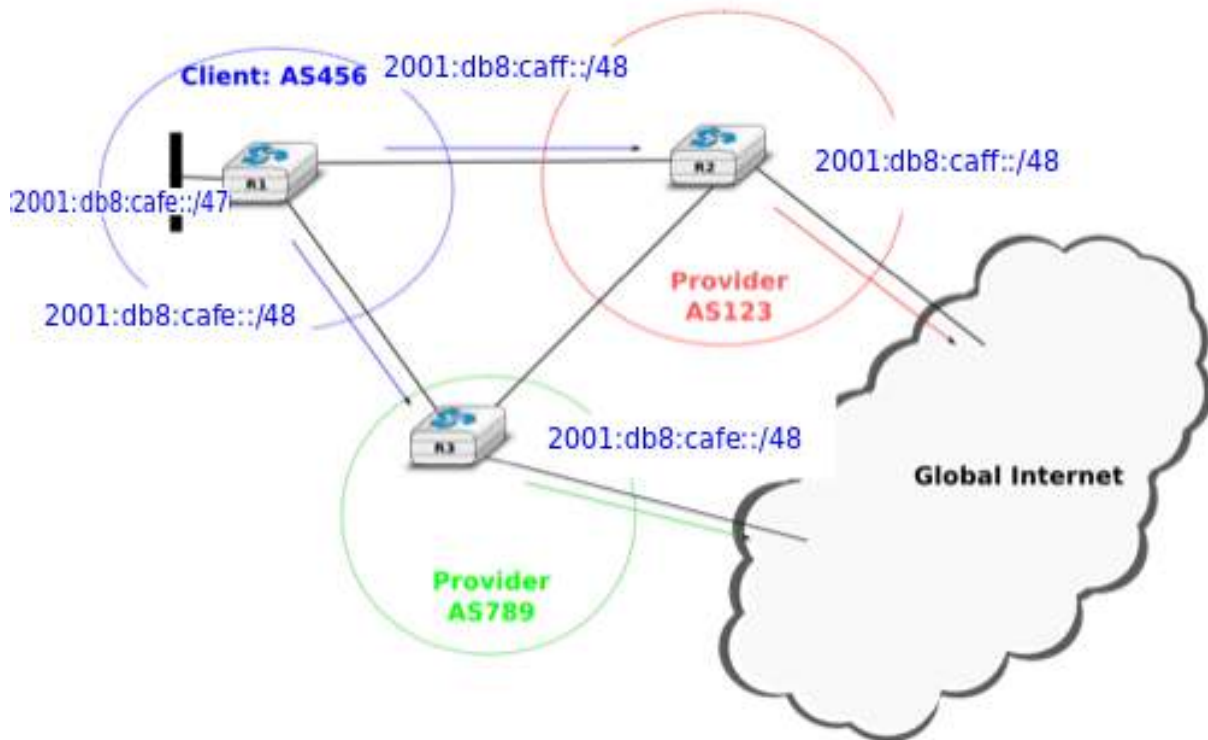 Client: AS456
2001:db8:caff::/48
R1
R2
2001:db8:caff::/48
2001:db8:cafe::/47
Provider
AS123
2001:db8:cafe::/48
R3
2001:db8:cafe::/48
Global Internet
Provider
AS789